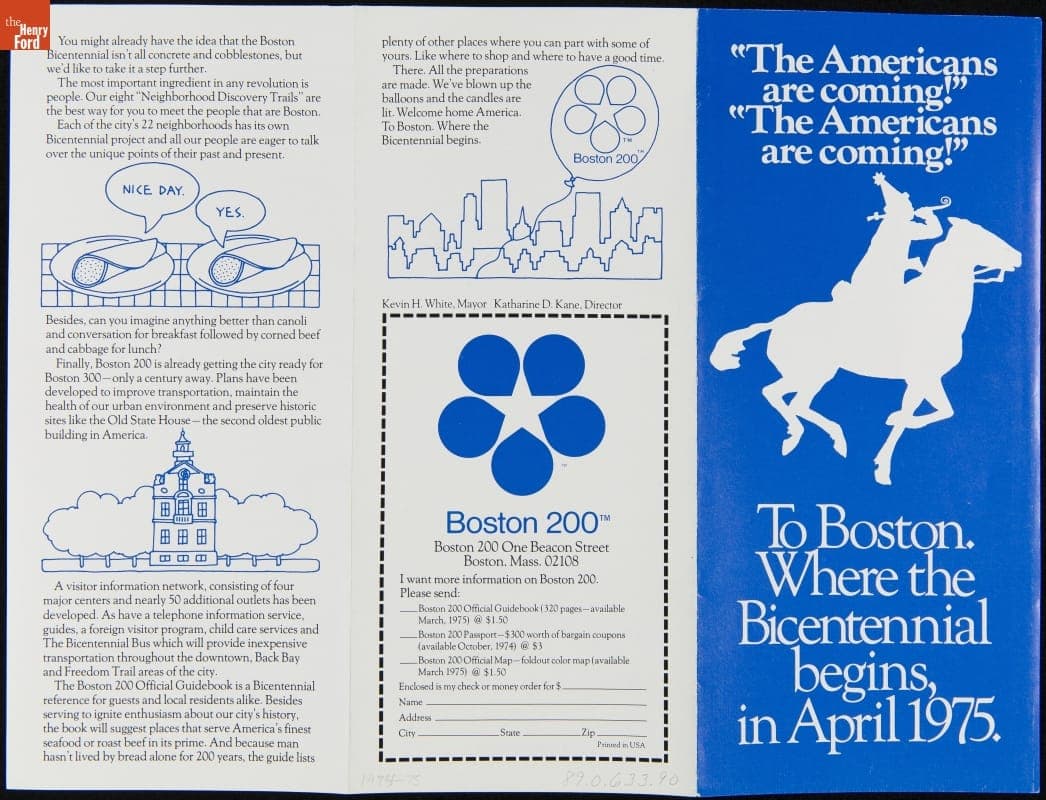 the
Henry
Ford
You might already have the idea that the Boston
Bicentennial isn't all concrete and cobblestones, but
we'd like to take it a step further.
The most important ingredient in any revolution is
people. Our eight "Neighborhood Discovery Trails" are
the best way for you to meet the people that are Boston.
Each of the city's 22 neighborhoods has its own
Bicentennial project and all our people are eager to talk
over the unique points of their past and present.
NICE DAY.
YES.
Besides, can you imagine anything better than canoli
and conversation for breakfast followed by corned beef
and cabbage for lunch?
Finally, Boston 200 is already getting the city ready for
Boston 300—only a century away. Plans have been
developed to improve transportation, maintain the
health of our urban environment and preserve historic
sites like the Old State House—the second oldest public
building in America.
A visitor information network, consisting of four
major centers and nearly 50 additional outlets has been
developed. As have a telephone information service,
guides, a foreign visitor program, child care services and
The Bicentennial Bus which will provide inexpensive
transportation throughout the downtown, Back Bay
and Freedom Trail areas of the city.
The Boston 200 Official Guidebook is a Bicentennial
reference for guests and local residents alike. Besides
serving to ignite enthusiasm about our city's history,
the book will suggest places that serve America's finest
seafood or roast beef in its prime. And because man
hasn't lived by bread alone for 200 years, the guide lists
plenty of other places where you can part with some of
yours. Like where to shop and where to have a good time.
There. All the preparations
are made. We've blown up the
balloons and the candles are
lit. Welcome home America.
To Boston. Where the
Bicentennial begins.
TM
Boston 200™
Kevin H. White, Mayor Katharine D. Kane, Director
TM
Boston 200™
Boston 200 One Beacon Street
Boston, Mass. 02108
I want more information on Boston 200.
Please send:
___Boston 200 Official Guidebook (320 pages—available
March, 1975) @ $1.50
___Boston 200 Passport—$300 worth of bargain coupons
(available October, 1974) @ $3
___Boston 200 Official Map—foldout color map (available
March 1975) @ $1.50
Enclosed is my check or money order for $
Name
Address
City State Zip
Printed in USA
1974-75
89.0.633.90
"The Americans
are coming!"
"The Americans
are coming!"
To Boston.
Where the
Bicentennial
begins,
in April 1975.